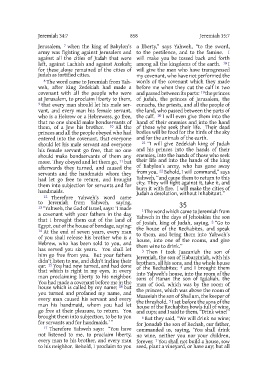 Jeremiah 34:7 858 Jeremiah 35:7
Jerusalem, 7 when the king of Babylon's
army was fighting against Jerusalem and
against all the cities of Judah that were
left, against Lachish and against Azekah;
for these alone remained of the cities of
Judah as fortified cities.
8 The word came to Jeremiah from Yah-
weh, after King Zedekiah had made a
covenant with all the people who were
at Jerusalem, to proclaim liberty to them,
9 that every man should let his male ser-
vant, and every man his female servant,
who is a Hebrew or a Hebrewess, go free,
that no one should make bondservants of
them, of a Jew his brother. 10 All the
princes and all the people obeyed who had
entered into the covenant, that everyone
should let his male servant and everyone
his female servant go free, that no one
should make bondservants of them any
more. They obeyed and let them go, 11 but
afterwards they turned, and caused the
servants and the handmaids whom they
had let go free to return, and brought
them into subjection for servants and for
handmaids.
12 Therefore Yahweh's word came
to Jeremiah from Yahweh, saying,
13 "Yahweh, the God of Israel, says: 'I made
a covenant with your fathers in the day
that I brought them out of the land of
Egypt, out of the house of bondage, saying:
14 At the end of seven years, every man
of you shall release his brother who is a
Hebrew, who has been sold to you, and
has served you six years. You shall let
him go free from you. But your fathers
didn't listen to me, and didn't incline their
ear. 15 You had now turned, and had done
that which is right in my eyes, in every
man proclaiming liberty to his neighbor.
You had made a covenant before me in the
house which is called by my name; 16 but
you turned and profaned my name, and
every man caused his servant and every
man his handmaid, whom you had let
go free at their pleasure, to return. You
brought them into subjection, to be to you
for servants and for handmaids.' "
17 Therefore Yahweh says: "You have
not listened to me, to proclaim liberty,
every man to his brother, and every man
to his neighbor. Behold, I proclaim to you
a liberty," says Yahweh, "to the sword,
to the pestilence, and to the famine. I
will make you be tossed back and forth
among all the kingdoms of the earth. 18 I
will give the men who have transgressed
my covenant, who have not performed the
words of the covenant which they made
before me when they cut the calf in two
and passed between its parts: 19 the princes
of Judah, the princes of Jerusalem, the
eunuchs, the priests, and all the people of
the land, who passed between the parts of
the calf. 20 I will even give them into the
hand of their enemies and into the hand
of those who seek their life. Their dead
bodies will be food for the birds of the sky
and for the animals of the earth.
21 "I will give Zedekiah king of Judah
and his princes into the hands of their
enemies, into the hands of those who seek
their life and into the hands of the king
of Babylon's army, who has gone away
from you. 22 Behold, I will command," says
Yahweh, "and cause them to return to this
city. They will fight against it, take it, and
burn it with fire. I will make the cities of
Judah a desolation, without inhabitant."
35
1 The word which came to Jeremiah from
Yahweh in the days of Jehoiakim the son
of Josiah, king of Judah, saying, 2 "Go to
the house of the Rechabites, and speak
to them, and bring them into Yahweh's
house, into one of the rooms, and give
them wine to drink."
3 Then I took Jaazaniah the son of
Jeremiah, the son of Habazziniah, with his
brothers, all his sons, and the whole house
of the Rechabites; 4 and I brought them
into Yahweh's house, into the room of the
sons of Hanan the son of Igdaliah, the
man of God, which was by the room of
the princes, which was above the room of
Maaseiah the son of Shallum, the keeper of
the threshold. 5 I set before the sons of the
house of the Rechabites bowls full of wine,
and cups; and I said to them, "Drink wine!"
6 But they said, "We will drink no wine;
for Jonadab the son of Rechab, our father,
commanded us, saying, 'You shall drink
no wine, neither you nor your children,
forever. 7 You shall not build a house, sow
seed, plant a vineyard, or have any; but all